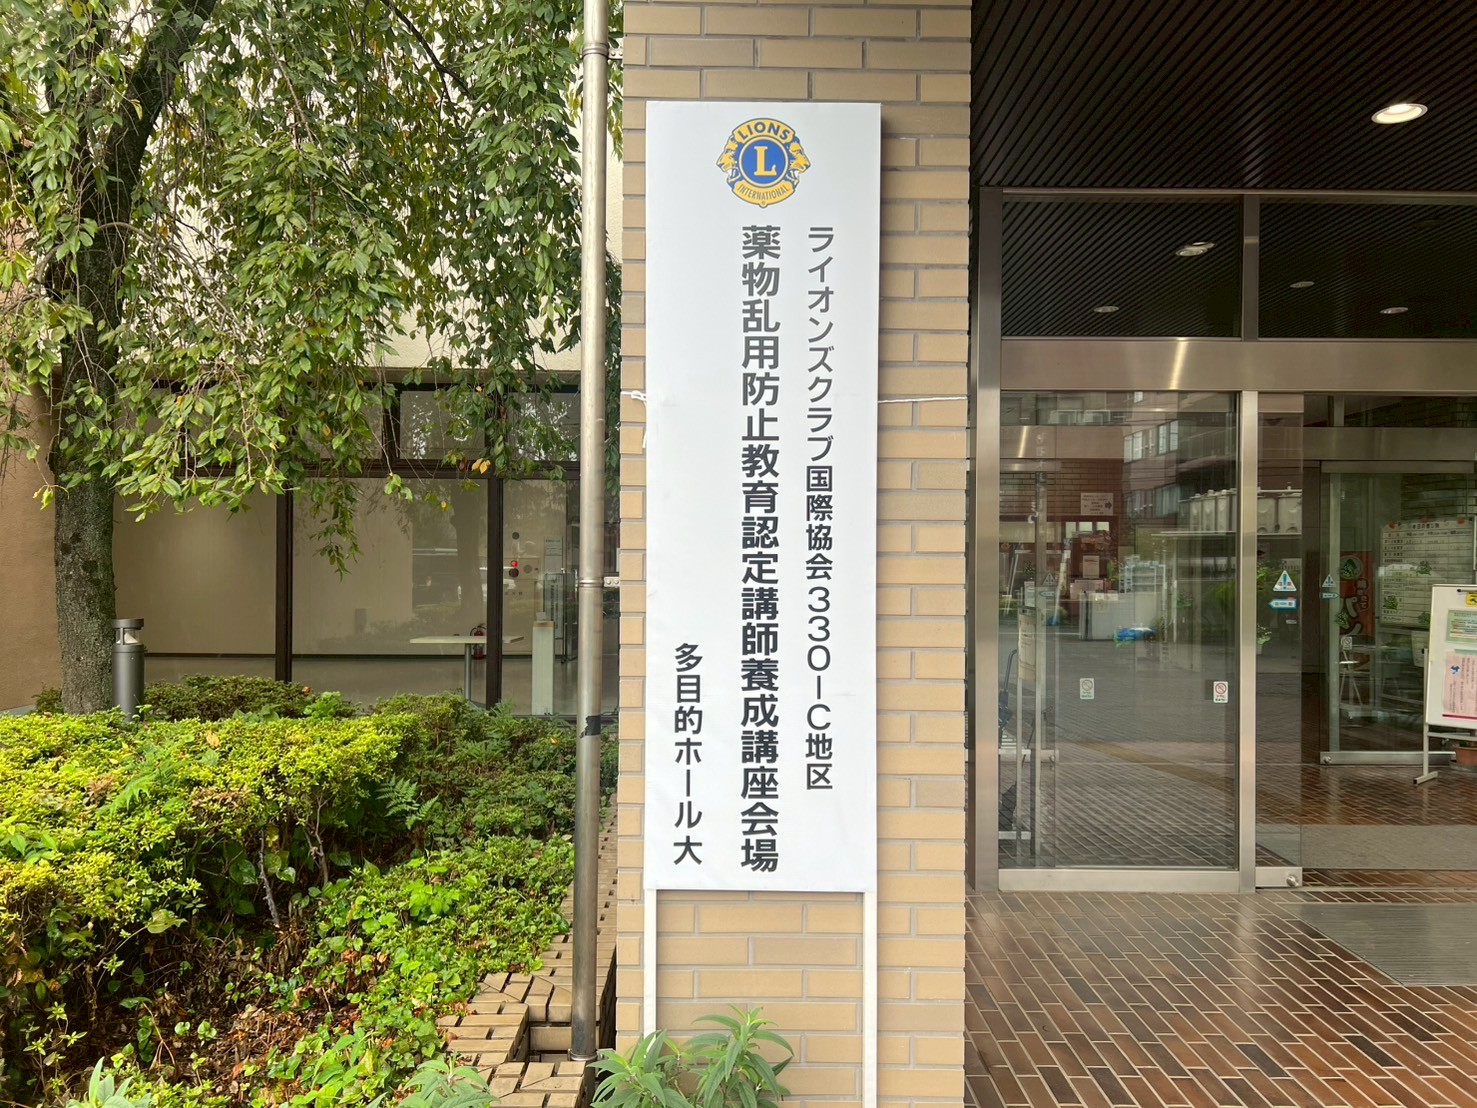 LIONS
L
INTERNATIONAL
ライオンズクラブ国際協会330-C地区
薬物乱用防止教育認定講師養成講座会場
多目的ホール大